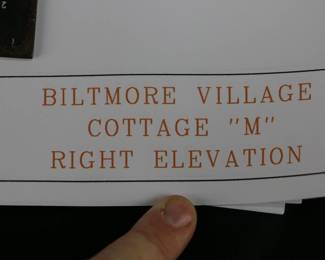 BILTMORE VILLAGE
COTTAGE "M"
RIGHT ELEVATION